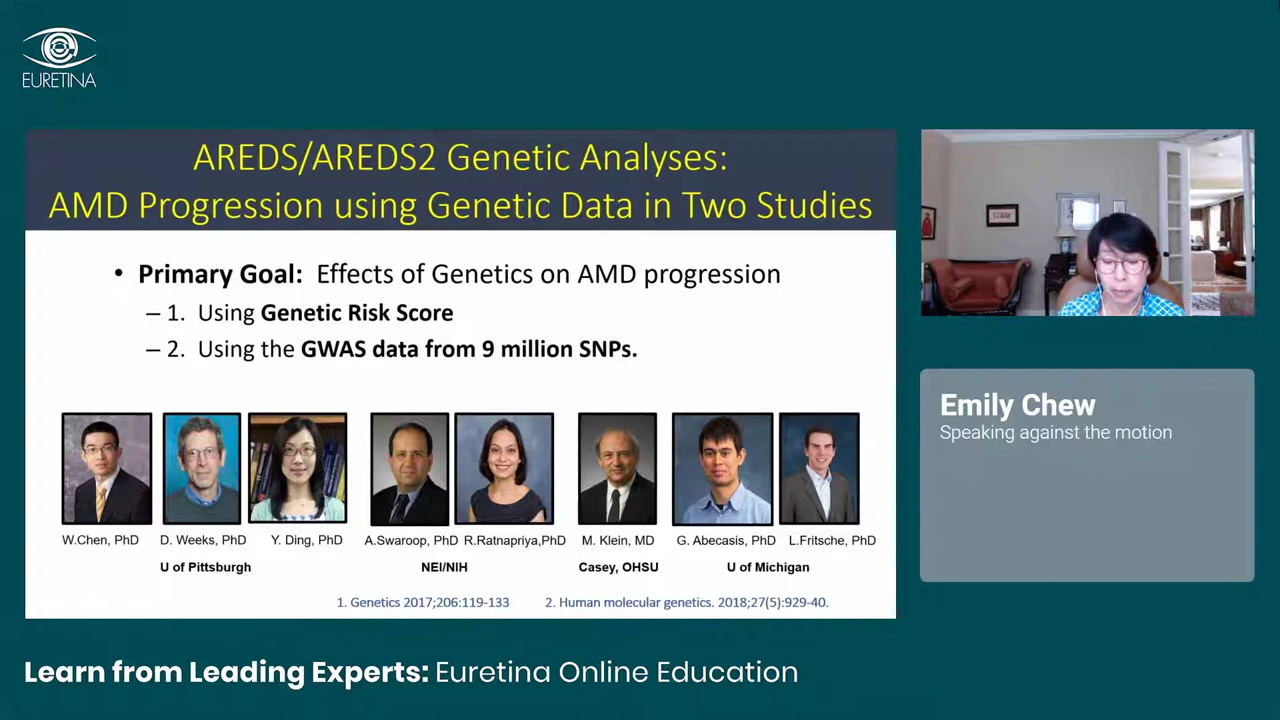 EURETINA
AREDS/AREDS2 Genetic Analyses:
AMD Progression using Genetic Data in Two Studies
• Primary Goal: Effects of Genetics on AMD progression
– 1. Using Genetic Risk Score
– 2. Using the GWAS data from 9 million SNPs.
W.Chen, PhD D. Weeks, PhD Y. Ding, PhD A.Swaroop, PhD R.Ratnapriya,PhD M. Klein, MD G. Abecasis, PhD L.Fritsche, PhD
U of Pittsburgh NEI/NIH Casey, OHSU U of Michigan
1. Genetics 2017;206:119-133 2. Human molecular genetics. 2018;27(5):929-40.
Emily Chew
Speaking against the motion
Learn from Leading Experts: Euretina Online Education